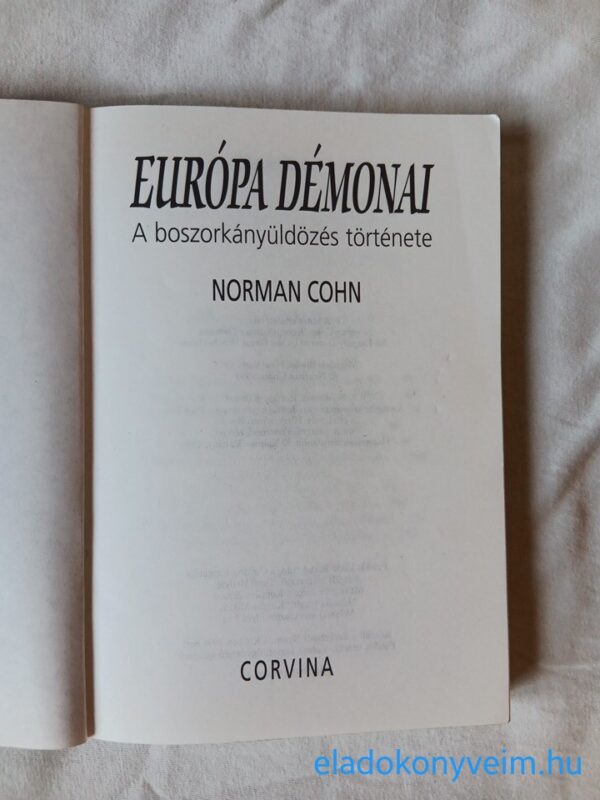 EURÓPA DÉMONAI
A boszorkányüldözés története
NORMAN COHN
CORVINA
eladokonyveim.hu